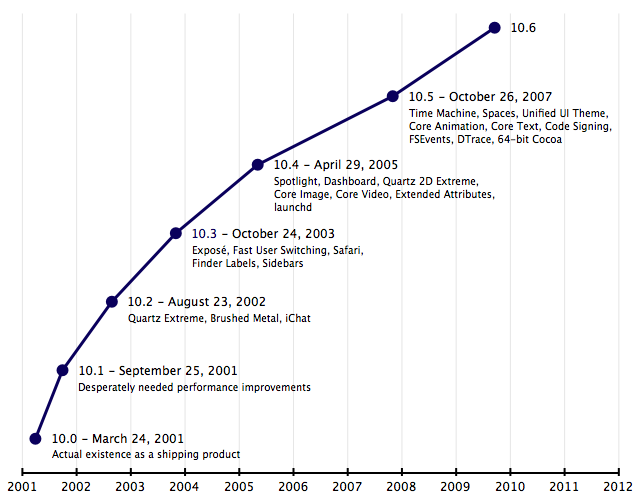 10.6
10.5 – October 26, 2007
Time Machine, Spaces, Unified UI Theme,
Core Animation, Core Text, Code Signing,
FSEvents, DTrace, 64-bit Cocoa
10.4 – April 29, 2005
Spotlight, Dashboard, Quartz 2D Extreme,
Core Image, Core Video, Extended Attributes,
launchd
10.3 – October 24, 2003
Exposé, Fast User Switching, Safari,
Finder Labels, Sidebars
10.2 – August 23, 2002
Quartz Extreme, Brushed Metal, iChat
10.1 – September 25, 2001
Desperately needed performance improvements
10.0 – March 24, 2001
Actual existence as a shipping product
2001 2002 2003 2004 2005 2006 2007 2008 2009 2010 2011 2012